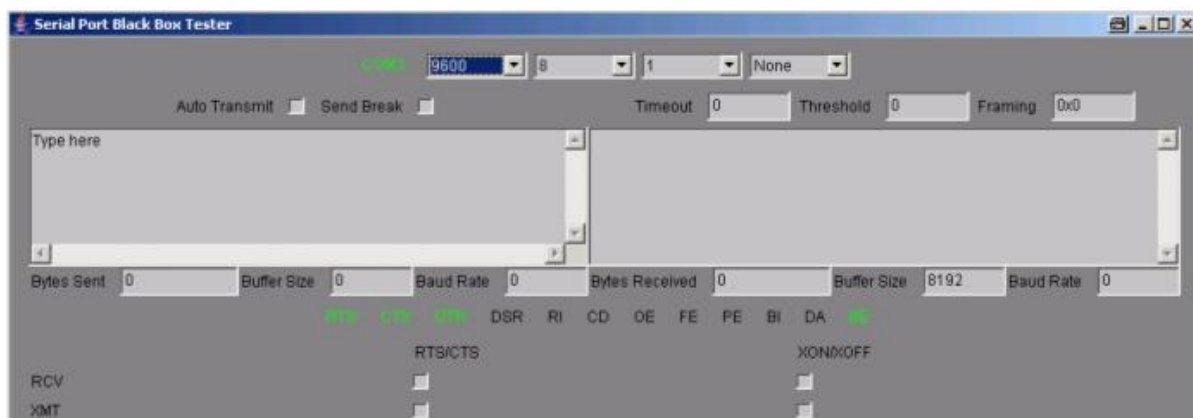 Serial Port Black Box Tester
9600 8 1 None
Auto Transmit Send Break Timeout 0 Threshold 0 Framing 0x0
Type here
Bytes Sent 0 Buffer Size 0 Baud Rate 0 Bytes Received 0 Buffer Size 8192 Baud Rate 0
RTS CTS DTR DSR RI CD OE FE PE BI DA BE
RTS/CTS XON/XOFF
RCV
XMT